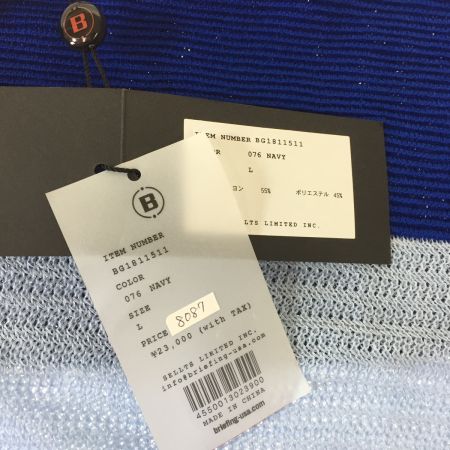 B
ITEM NUMBER BG1811511
076 NAVY
L
ヨン 55% ポリエステル 45%
SELLTS LIMITED INC.
B
ITEM NUMBER
BG1811511
COLOR
076 NAVY
SIZE
L
PRICE 8087
¥23,000 (with TAX)
SELLTS LIMITED INC.
info@briefing-usa.com
4550013023900
MADE IN CHINA
briefing-usa.com